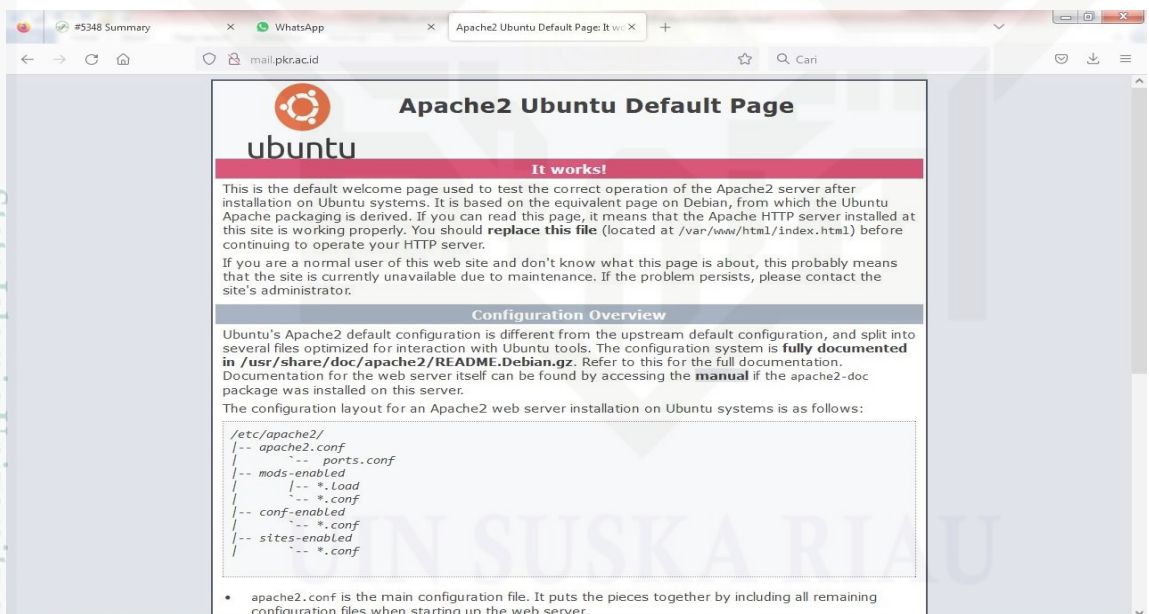 #5348 Summary
WhatsApp
Apache2 Ubuntu Default Page: It wo
mail.pkr.ac.id
Cari
ubuntu
Apache2 Ubuntu Default Page
It works!
This is the default welcome page used to test the correct operation of the Apache2 server after
installation on Ubuntu systems. It is based on the equivalent page on Debian, from which the Ubuntu
Apache packaging is derived. If you can read this page, it means that the Apache HTTP server installed at
this site is working properly. You should replace this file (located at /var/www/html/index.html) before
continuing to operate your HTTP server.
If you are a normal user of this web site and don't know what this page is about, this probably means
that the site is currently unavailable due to maintenance. If the problem persists, please contact the
site's administrator.
Configuration Overview
Ubuntu's Apache2 default configuration is different from the upstream default configuration, and split into
several files optimized for interaction with Ubuntu tools. The configuration system is fully documented
in /usr/share/doc/apache2/README.Debian.gz. Refer to this for the full documentation.
Documentation for the web server itself can be found by accessing the manual if the apache2-doc
package was installed on this server.
The configuration layout for an Apache2 web server installation on Ubuntu systems is as follows:
/etc/apache2/
|-- apache2.conf
|       `--  ports.conf
|-- mods-enabled
|       |-- *.load
|       `-- *.conf
|-- conf-enabled
|       `-- *.conf
|-- sites-enabled
|       `-- *.conf
UIN SUSKA RIAU
• apache2.conf is the main configuration file. It puts the pieces together by including all remaining
configuration files when starting up the web server.